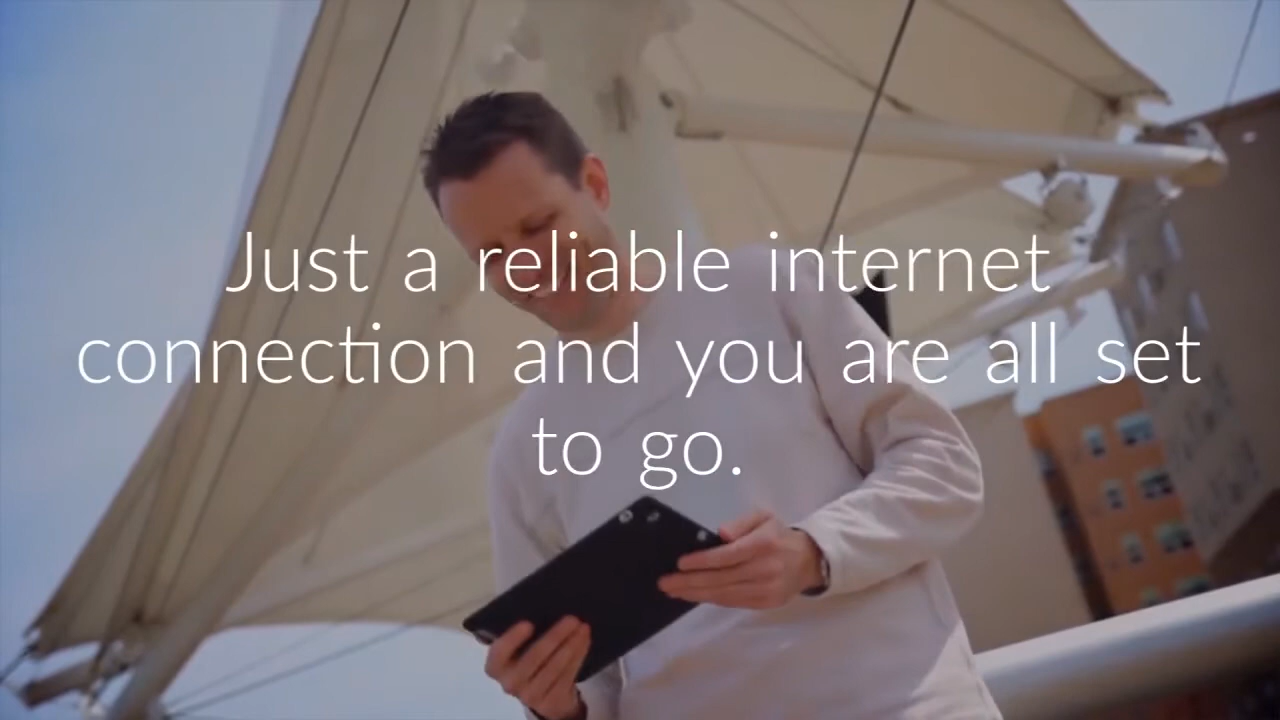 Just a reliable internet
connection and you are all set
to go.